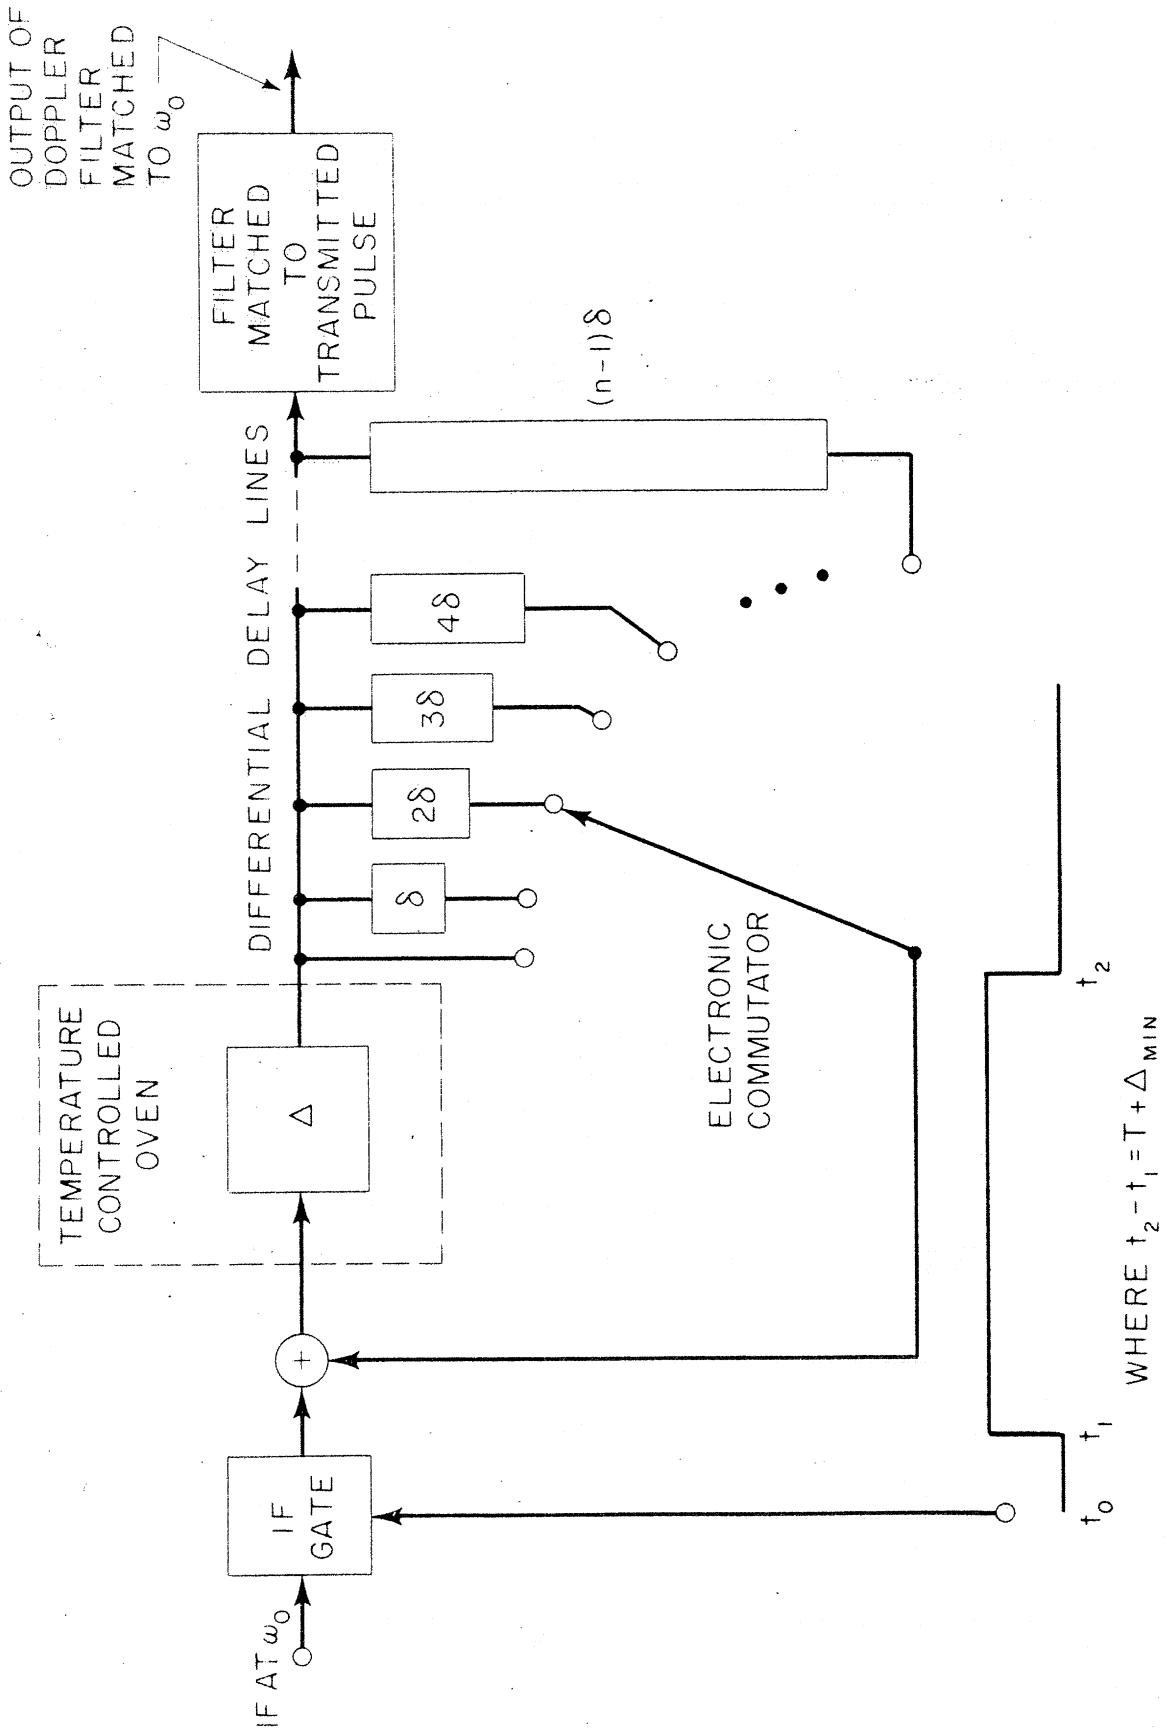 OUTPUT OF
DOPPLER
FILTER
MATCHED
TO ω₀
TEMPERATURE
CONTROLLED
OVEN
DIFFERENTIAL DELAY LINES
FILTER
MATCHED
TO
TRANSMITTED
PULSE
IF AT ω₀
IF
GATE
+
Δ
δ
2δ
3δ
4δ
(n-1)δ
ELECTRONIC
COMMUTATOR
t₀
t₁
t₂
WHERE t₂ - t₁ = T + Δ MIN